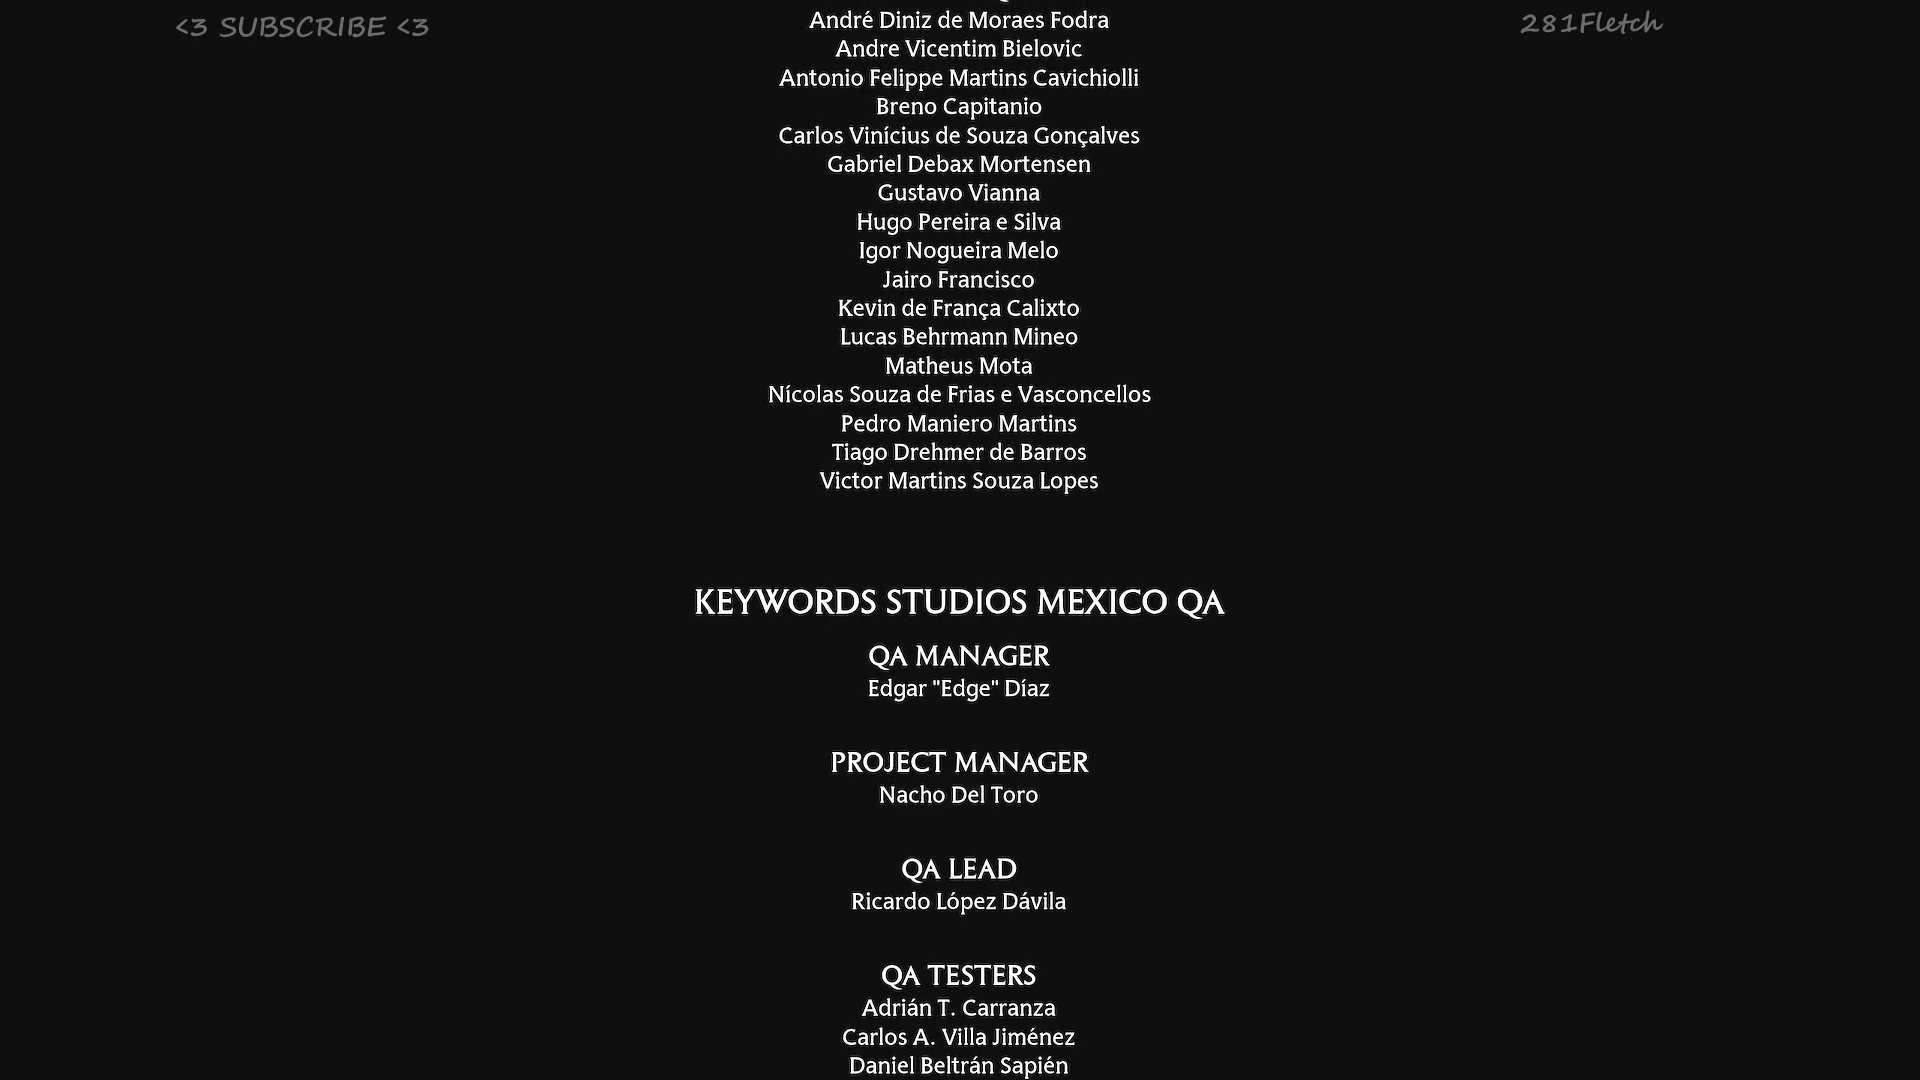 <3 SUBSCRIBE <3
281Fletch
André Diniz de Moraes Fodra
Andre Vicentim Bielovic
Antonio Felippe Martins Cavichiolli
Breno Capitanio
Carlos Vinícius de Souza Gonçalves
Gabriel Debax Mortensen
Gustavo Vianna
Hugo Pereira e Silva
Igor Nogueira Melo
Jairo Francisco
Kevin de França Calixto
Lucas Behrmann Mineo
Matheus Mota
Nícolas Souza de Frias e Vasconcellos
Pedro Maniero Martins
Tiago Drehmer de Barros
Victor Martins Souza Lopes
KEYWORDS STUDIOS MEXICO QA
QA MANAGER
Edgar "Edge" Díaz
PROJECT MANAGER
Nacho Del Toro
QA LEAD
Ricardo López Dávila
QA TESTERS
Adrián T. Carranza
Carlos A. Villa Jiménez
Daniel Beltrán Sapién